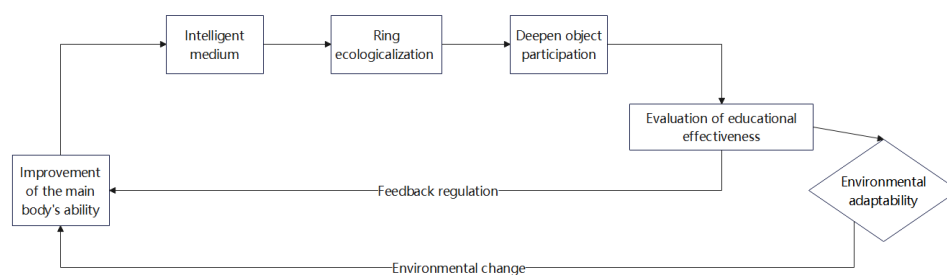 Intelligent
medium
Ring
ecologicalization
Deepen object
participation
Evaluation of educational
effectiveness
Improvement
of the main
body's ability
Feedback regulation
Environmental
adaptability
Environmental change